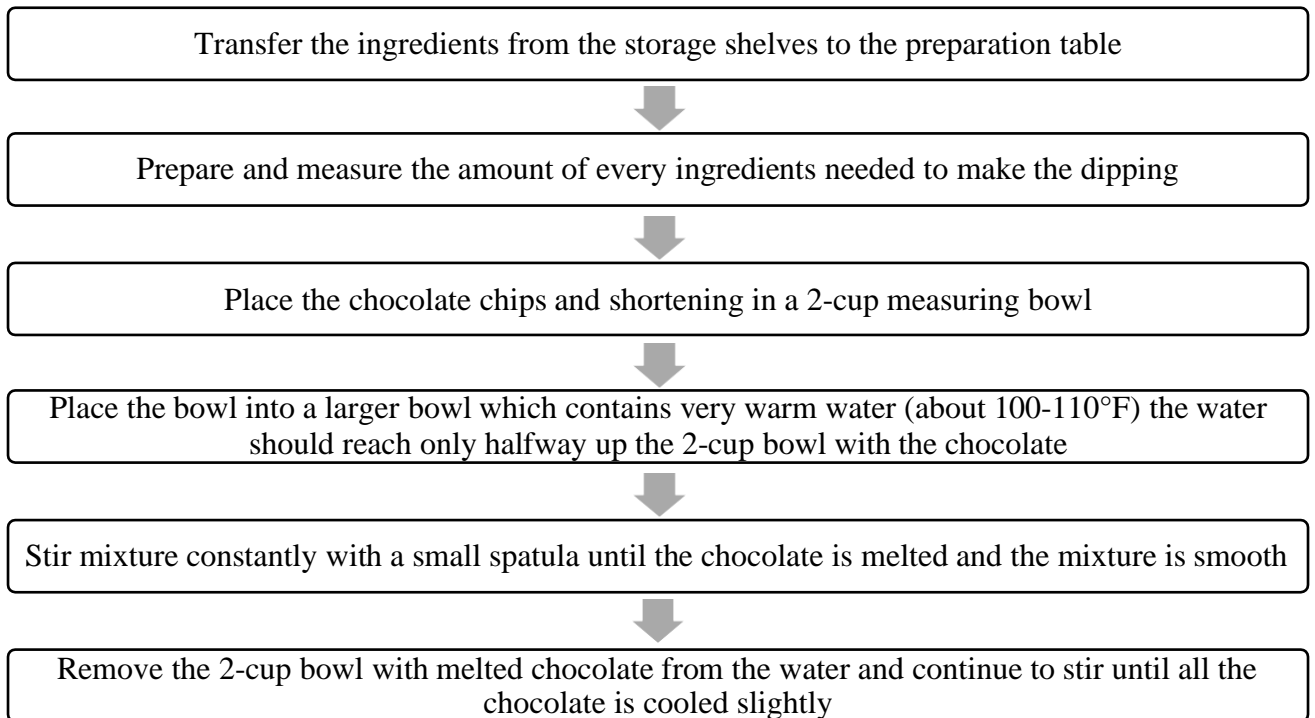 Transfer the ingredients from the storage shelves to the preparation table
Prepare and measure the amount of every ingredients needed to make the dipping
Place the chocolate chips and shortening in a 2-cup measuring bowl
Place the bowl into a larger bowl which contains very warm water (about 100-110°F) the water
should reach only halfway up the 2-cup bowl with the chocolate
Stir mixture constantly with a small spatula until the chocolate is melted and the mixture is smooth
Remove the 2-cup bowl with melted chocolate from the water and continue to stir until all the
chocolate is cooled slightly